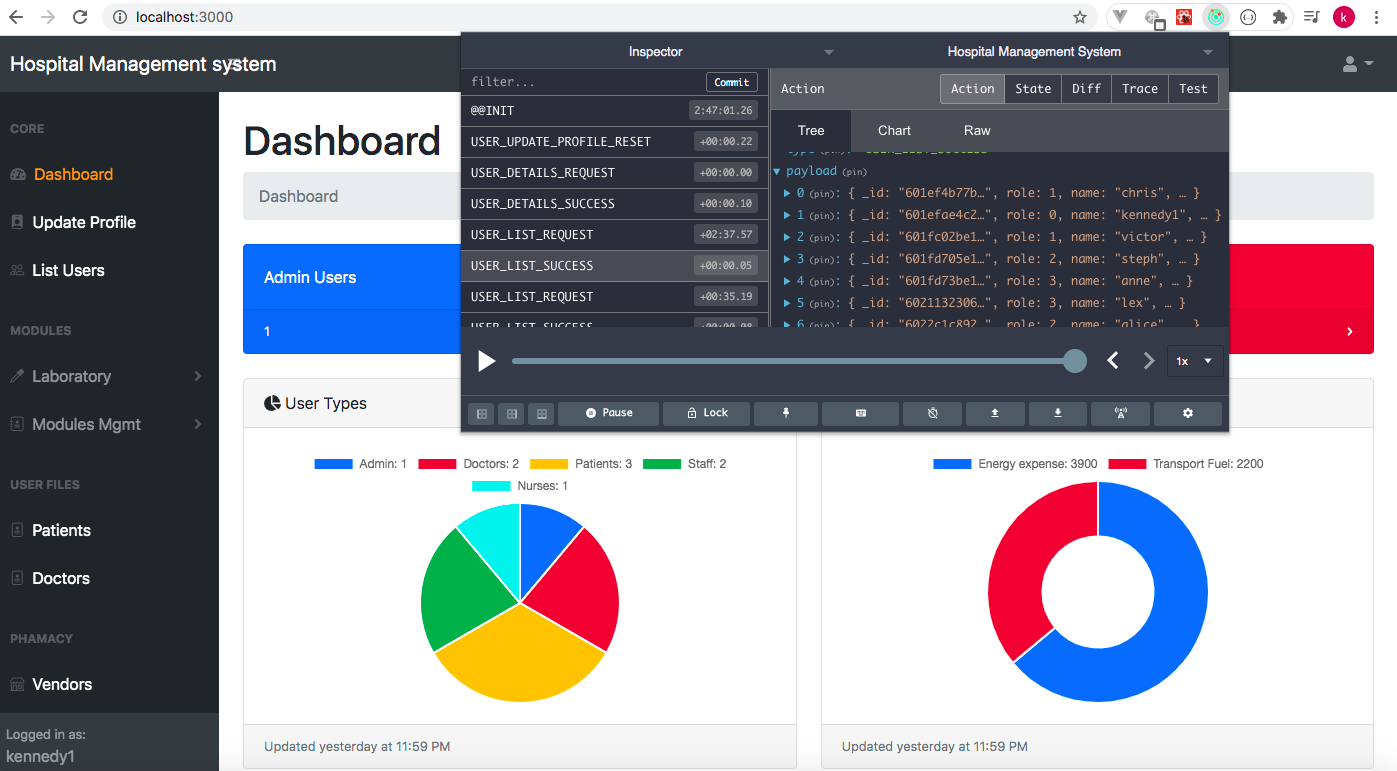 localhost:3000
k
Hospital Management system
CORE
Dashboard
Update Profile
List Users
MODULES
Laboratory
Modules Mgmt
USER FILES
Patients
Doctors
PHAMACY
Vendors
Logged in as:
kennedy1
Dashboard
Dashboard
Admin Users
1
Inspector
Hospital Management System
filter...
Commit
@@INIT 2:47:01.26
USER_UPDATE_PROFILE_RESET +00:00.22
USER_DETAILS_REQUEST +00:00.00
USER_DETAILS_SUCCESS +00:00.10
USER_LIST_REQUEST +02:37.57
USER_LIST_SUCCESS +00:00.05
USER_LIST_REQUEST +00:35.19
USER_LIST_SUCCESS +00:00.08
Action
Action State Diff Trace Test
Tree Chart Raw
type (pin): "USER_LIST_SUCCESS"
payload (pin)
0 (pin): { _id: "601ef4b77b…", role: 1, name: "chris", … }
1 (pin): { _id: "601efae4c2…", role: 0, name: "kennedy1", … }
2 (pin): { _id: "601fc02be1…", role: 1, name: "victor", … }
3 (pin): { _id: "601fd705e1…", role: 2, name: "steph", … }
4 (pin): { _id: "601fd73be1…", role: 3, name: "anne", … }
5 (pin): { _id: "6021132306…", role: 3, name: "lex", … }
6 (pin): { _id: "6022c1c892…", role: 2, name: "alice", … }
1x
Pause
Lock
User Types
Admin: 1 Doctors: 2 Patients: 3 Staff: 2
Nurses: 1
Updated yesterday at 11:59 PM
Energy expense: 3900 Transport Fuel: 2200
Updated yesterday at 11:59 PM